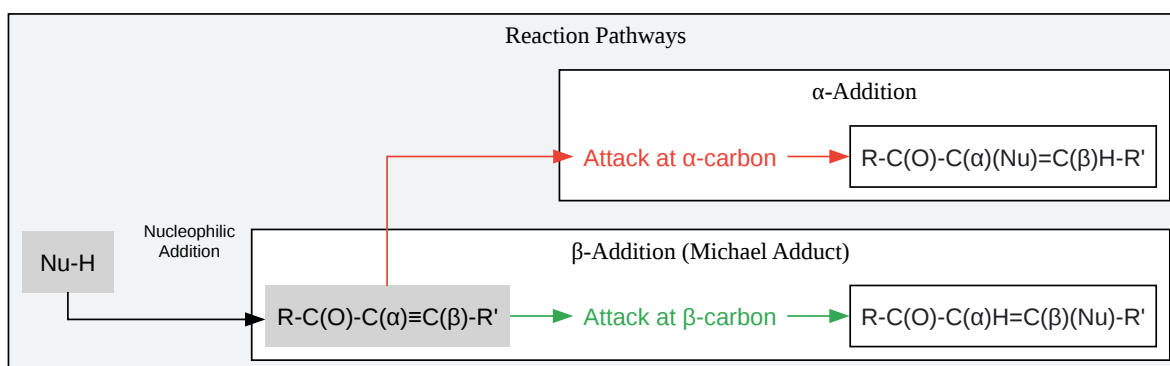 Reaction Pathways
α-Addition
Attack at α-carbon
R-C(O)-C(α)(Nu)=C(β)H-R'
Nucleophilic
Addition
Nu-H
β-Addition (Michael Adduct)
R-C(O)-C(α)≡C(β)-R'
Attack at β-carbon
R-C(O)-C(α)H=C(β)(Nu)-R'